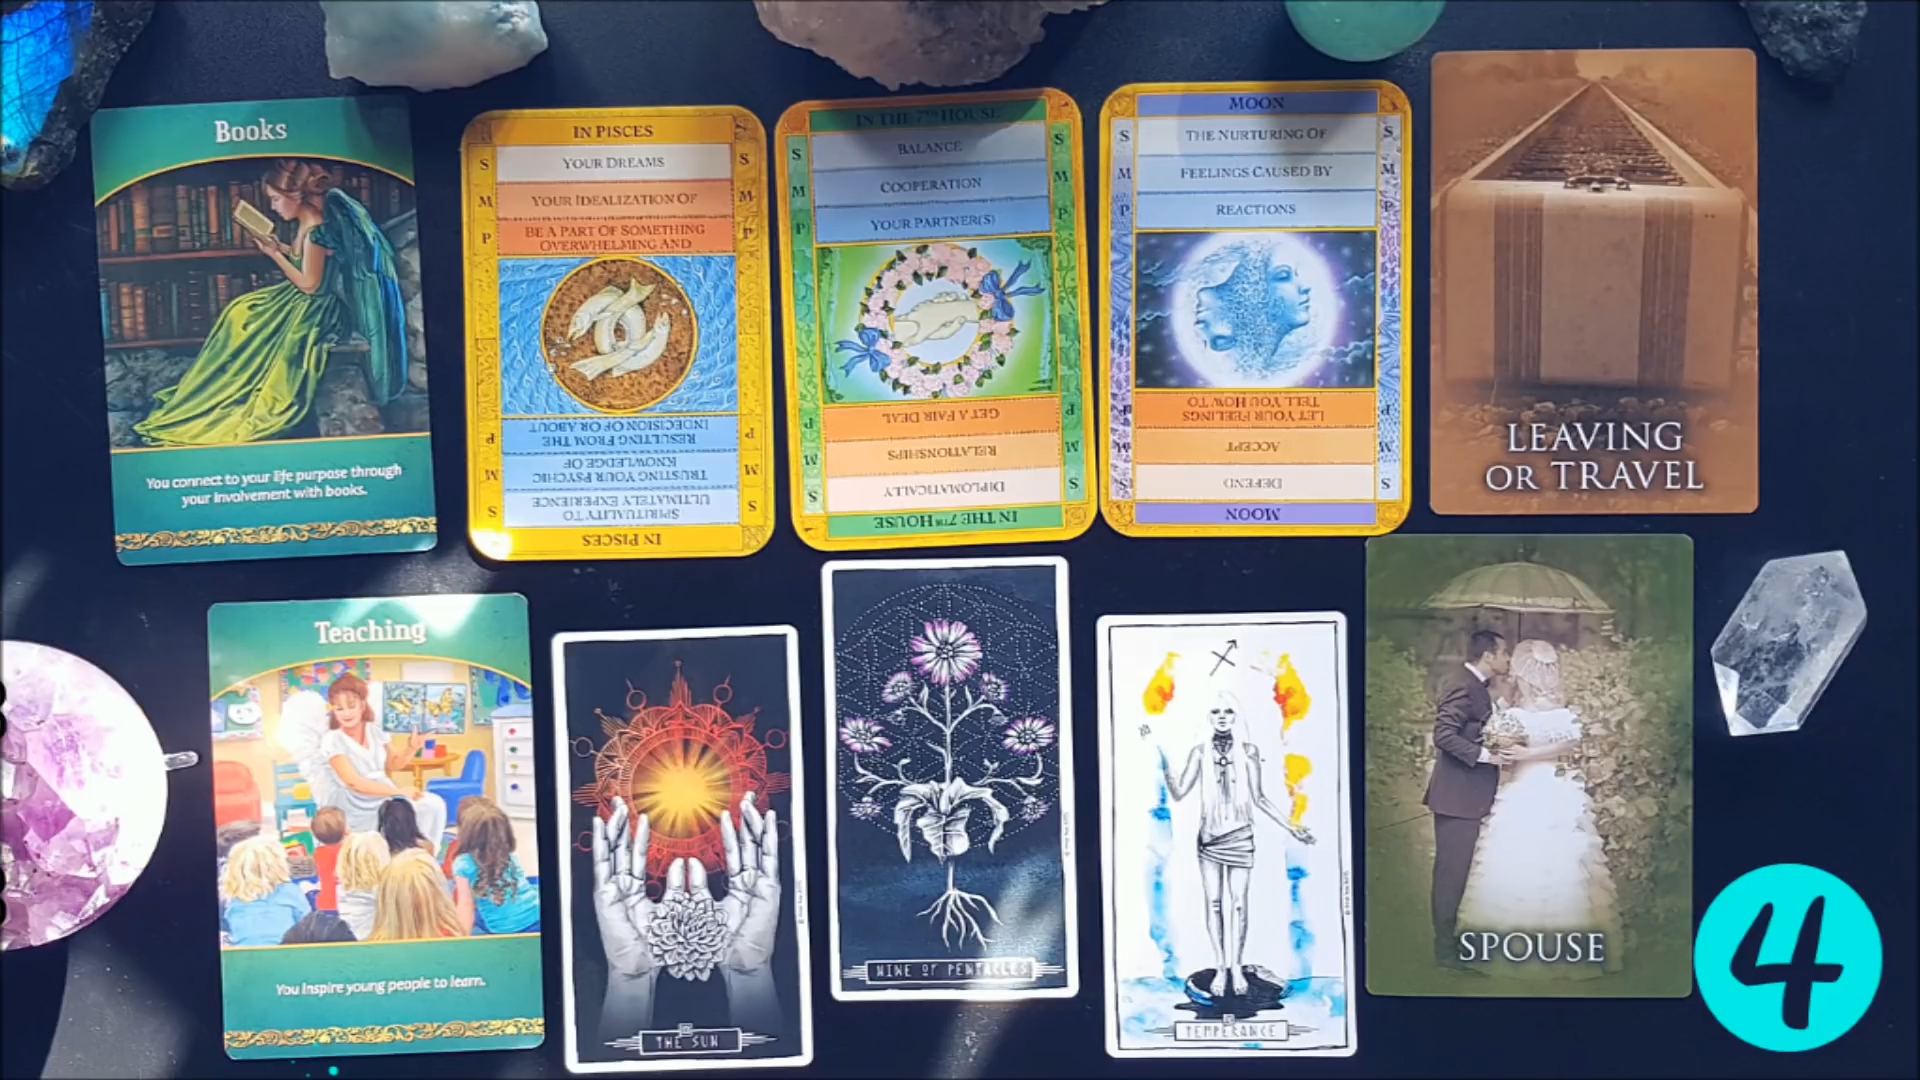 Books
You connect to your life purpose through
your involvement with books.
IN PISCES
S YOUR DREAMS S
M YOUR IDEALIZATION OF M
P BE A PART OF SOMETHING P
OVERWHELMING AND
INDECISION OR ABOUT
P RESULTING FROM THE P
KNOWLEDGE OF
M TRUSTING YOUR PSYCHIC M
ULTIMATELY EXPERIENCE
S SPIRITUALITY TO S
IN PISCES
IN THE 7TH HOUSE
S BALANCE S
M COOPERATION M
P YOUR PARTNER(S) P
P GET A FAIR DEAL P
M RELATIONSHIPS M
S DIPLOMATICALLY S
IN THE 7TH HOUSE
MOON
S THE NURTURING OF S
M FEELINGS CAUSED BY M
P REACTIONS P
TELL YOU HOW TO
P LET YOUR FEELINGS P
M ACCEPT M
S DEFEND S
MOON
LEAVING
OR TRAVEL
Teaching
You inspire young people to learn.
THE SUN
NINE OF PENTACLES
TEMPERANCE
SPOUSE
4